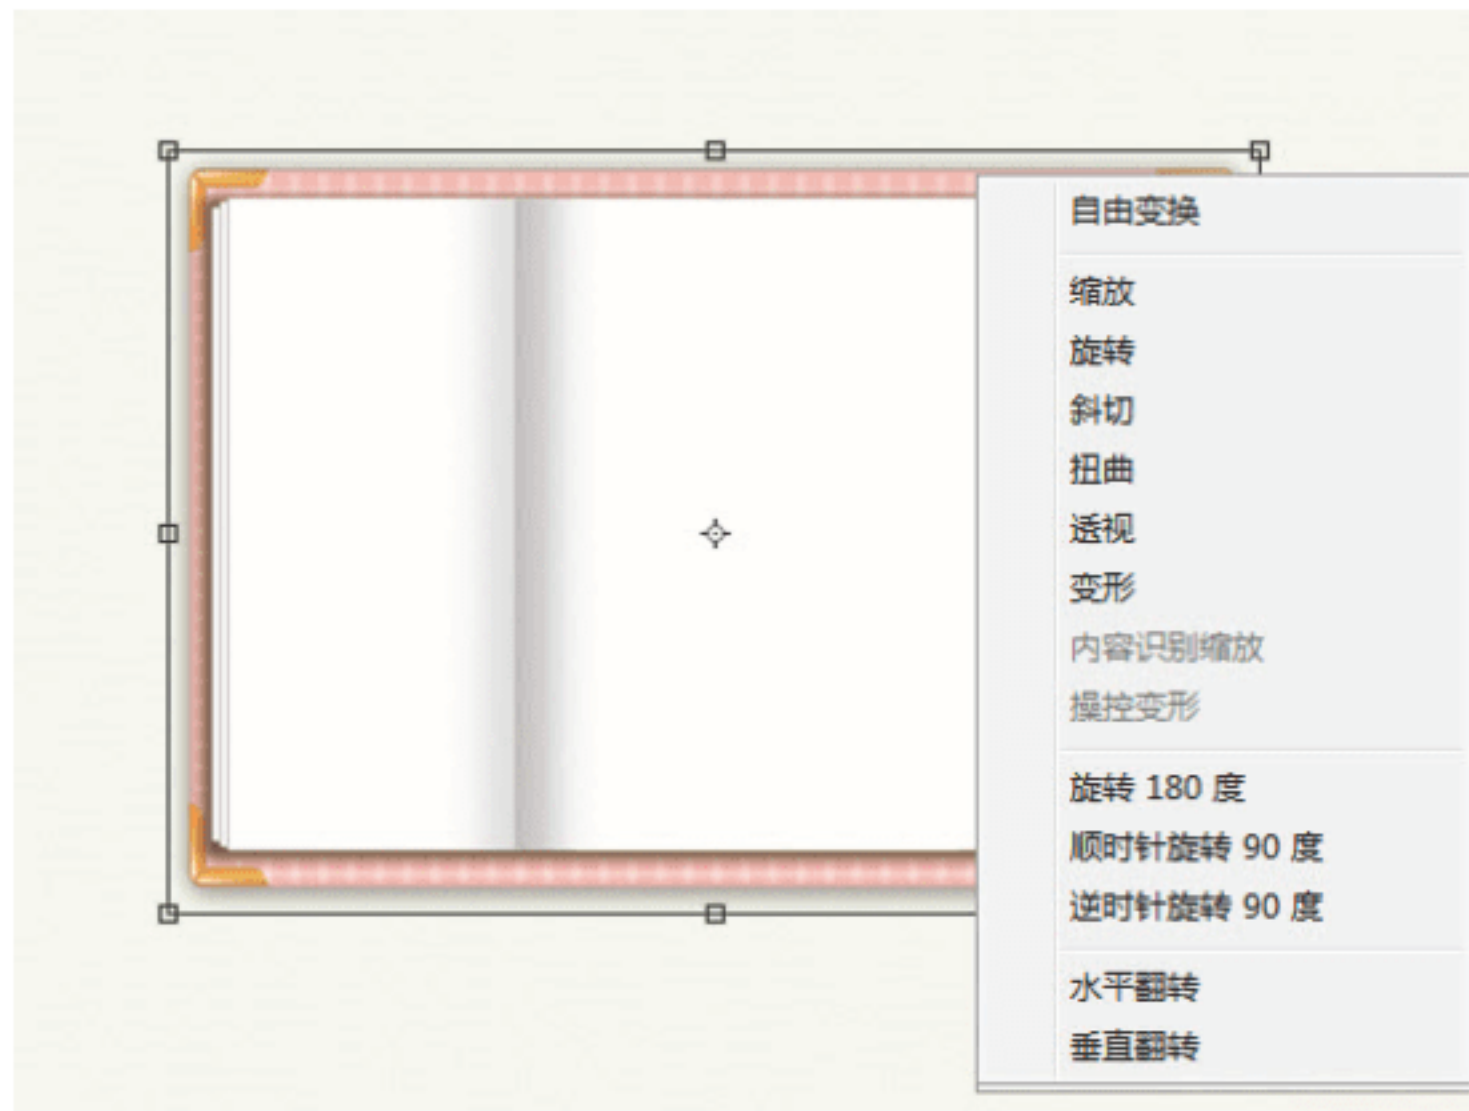 自由变换
缩放
旋转
斜切
扭曲
透视
变形
内容识别缩放
操控变形
旋转 180 度
顺时针旋转 90 度
逆时针旋转 90 度
水平翻转
垂直翻转